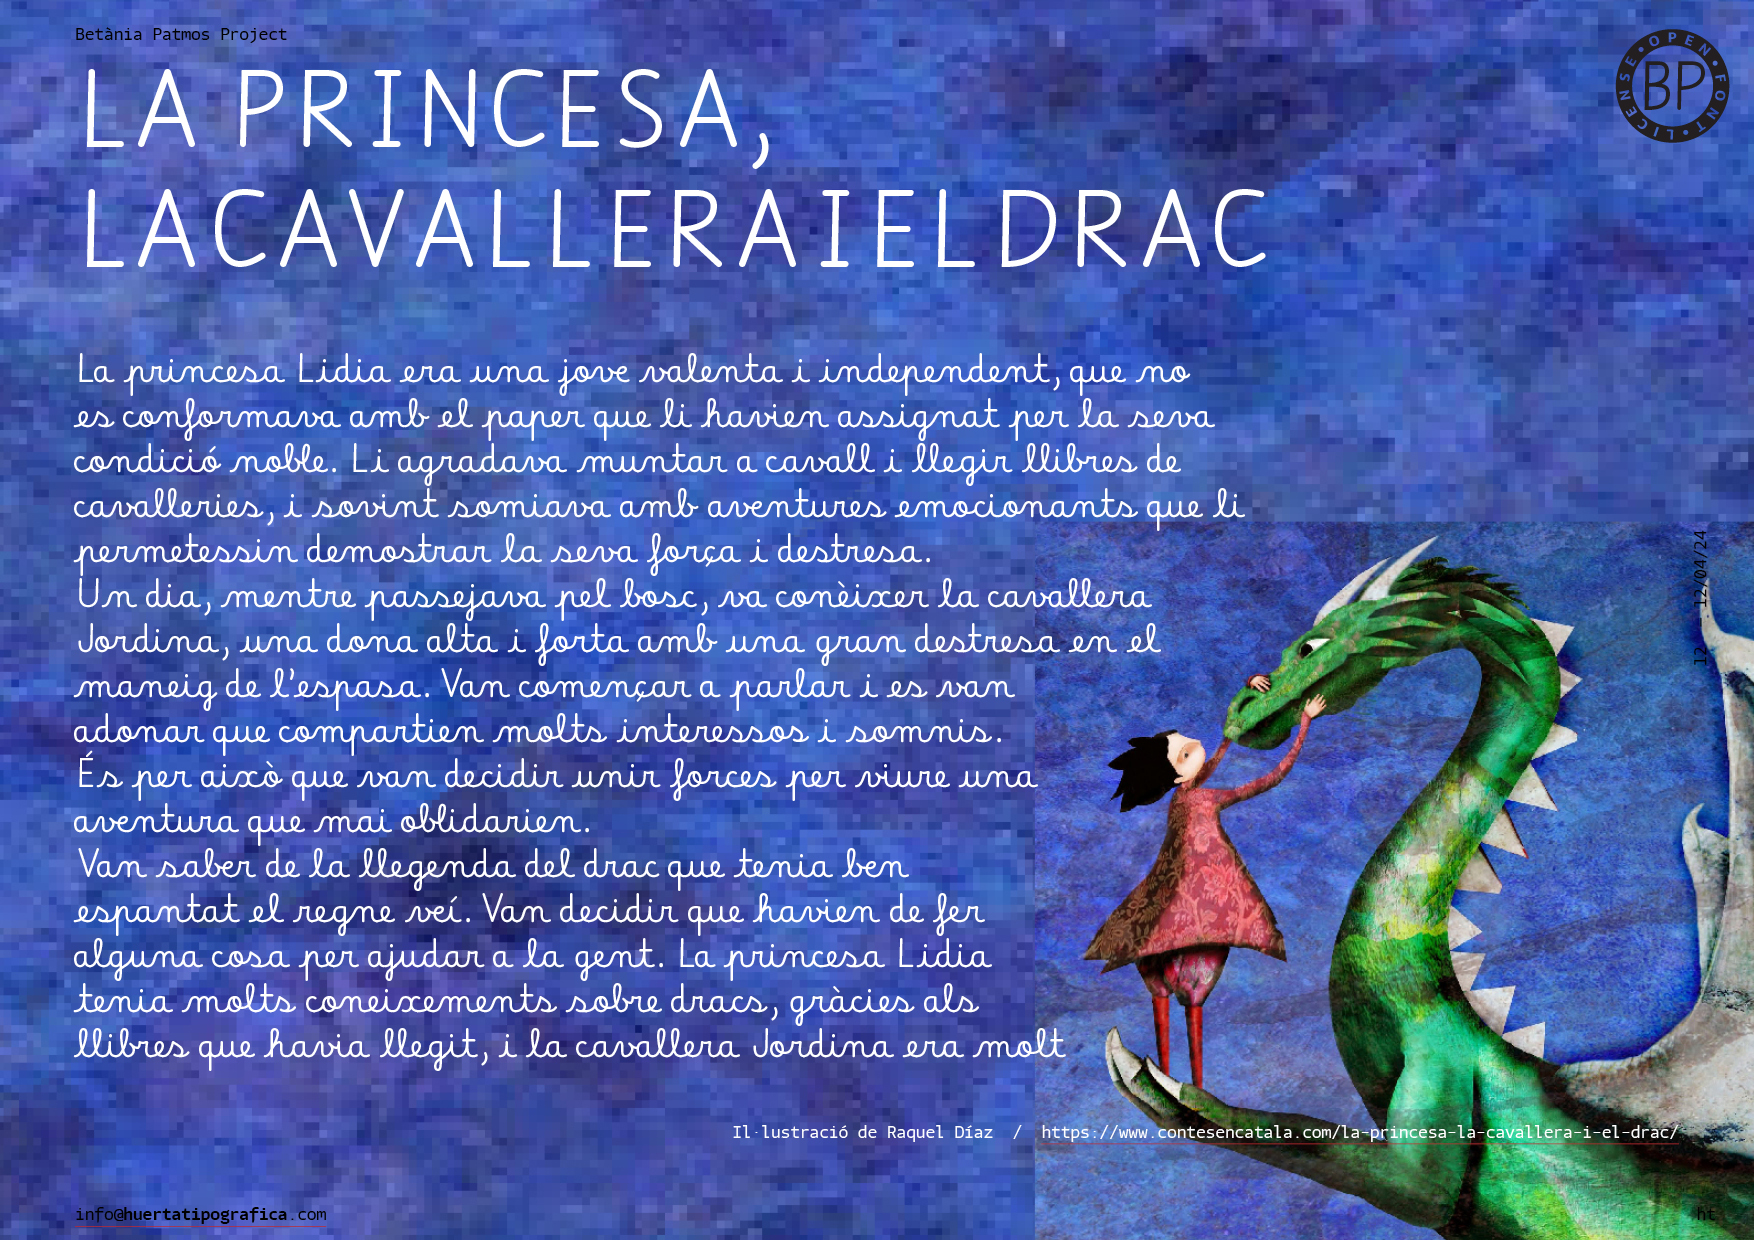 Betània Patmos Project
OPEN • FONT • LICENSE •
BP
LA PRINCESA,
LACAVALLERAIELDRAC
La princesa Lidia era una jove valenta i independent, que no
es conformava amb el paper que li havien assignat per la seva
condició noble. Li agradava muntar a cavall i llegir llibres de
cavalleries, i sovint somiava amb aventures emocionants que li
permetessin demostrar la seva força i destresa.
Un dia, mentre passejava pel bosc, va conèixer la cavallera
Jordina, una dona alta i forta amb una gran destresa en el
maneig de l'espasa. Van començar a parlar i es van
adonar que compartien molts interessos i somnis.
És per això que van decidir unir forces per viure una
aventura que mai oblidarien.
Van saber de la llegenda del drac que tenia ben
espantat el regne veí. Van decidir que havien de fer
alguna cosa per ajudar a la gent. La princesa Lidia
tenia molts coneixements sobre dracs, gràcies als
llibres que havia llegit, i la cavallera Jordina era molt
12 - 12/04/24
Il·lustració de Raquel Díaz / https://www.contesencatala.com/la-princesa-la-cavallera-i-el-drac/
info@huertatipografica.com
ht